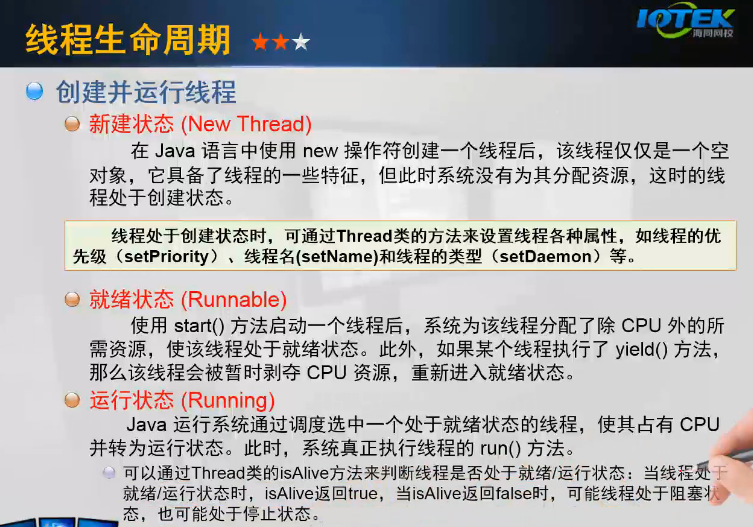 线程生命周期
IOTEK
海同网校
创建并运行线程
新建状态 (New Thread)
在 Java 语言中使用 new 操作符创建一个线程后，该线程仅仅是一个空
对象，它具备了线程的一些特征，但此时系统没有为其分配资源，这时的线
程处于创建状态。
线程处于创建状态时，可通过Thread类的方法来设置线程各种属性，如线程的优
先级（setPriority）、线程名(setName)和线程的类型（setDaemon）等。
就绪状态 (Runnable)
使用 start() 方法启动一个线程后，系统为该线程分配了除 CPU 外的所
需资源，使该线程处于就绪状态。此外，如果某个线程执行了 yield() 方法，
那么该线程会被暂时剥夺 CPU 资源，重新进入就绪状态。
运行状态 (Running)
Java 运行系统通过调度选中一个处于就绪状态的线程，使其占有 CPU
并转为运行状态。此时，系统真正执行线程的 run() 方法。
可以通过Thread类的isAlive方法来判断线程是否处于就绪/运行状态：当线程处于
就绪/运行状态时，isAlive返回true，当isAlive返回false时，可能线程处于阻塞状
态，也可能处于停止状态。